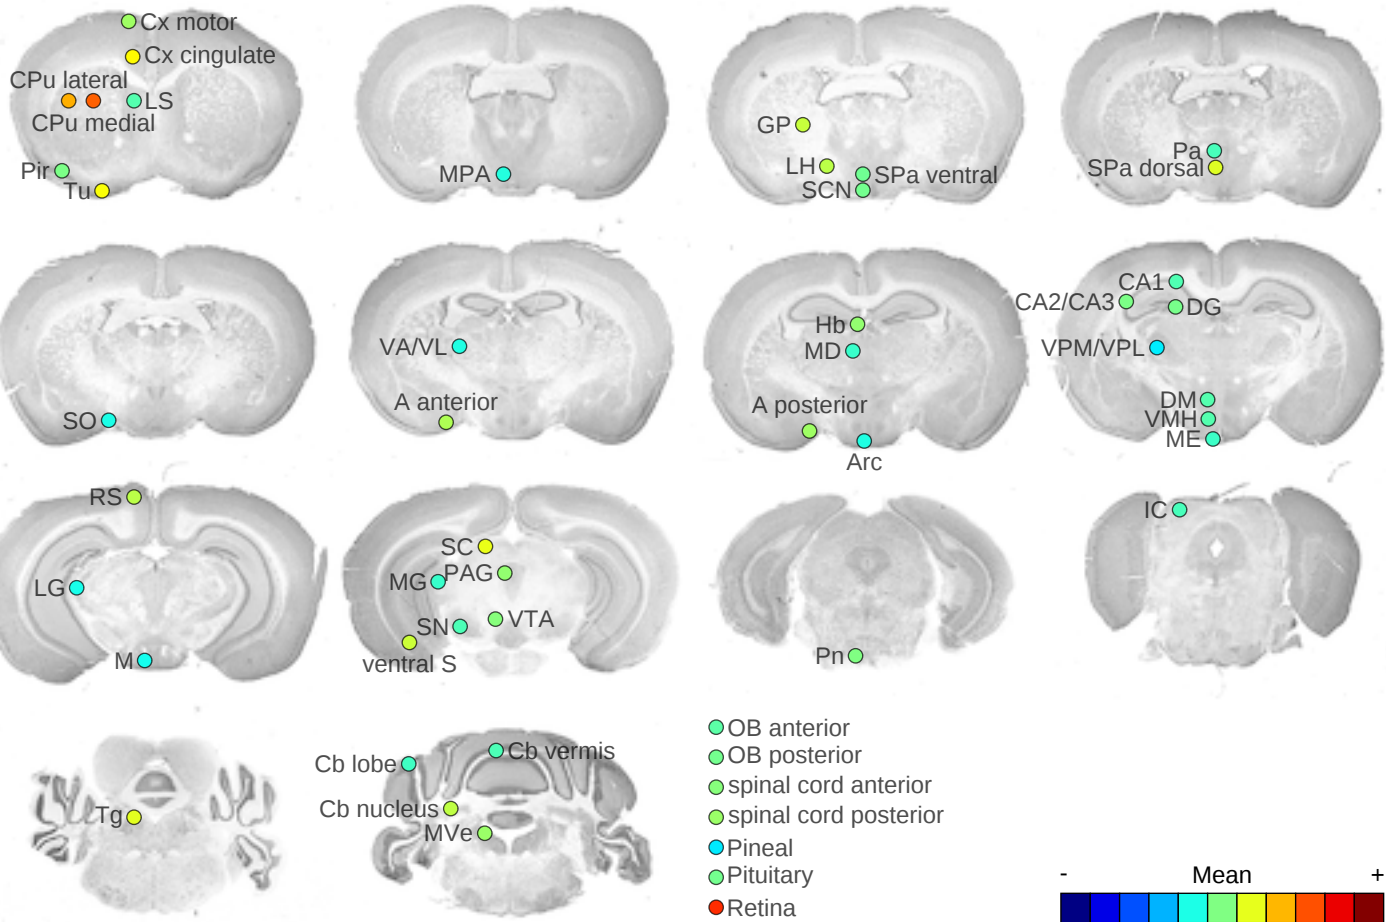 Cx motor
Cx cingulate
CPu lateral
LS
CPu medial
Pir
Tu
MPA
GP
LH
SPa ventral
SCN
Pa
SPa dorsal
SO
VA/VL
A anterior
Hb
MD
A posterior
Arc
CA1
CA2/CA3
DG
VPM/VPL
DM
VMH
ME
RS
LG
M
SC
PAG
MG
VTA
SN
ventral S
Pn
IC
Tg
Cb vermis
Cb lobe
Cb nucleus
MVe
OB anterior
OB posterior
spinal cord anterior
spinal cord posterior
Pineal
Pituitary
Retina
- Mean +